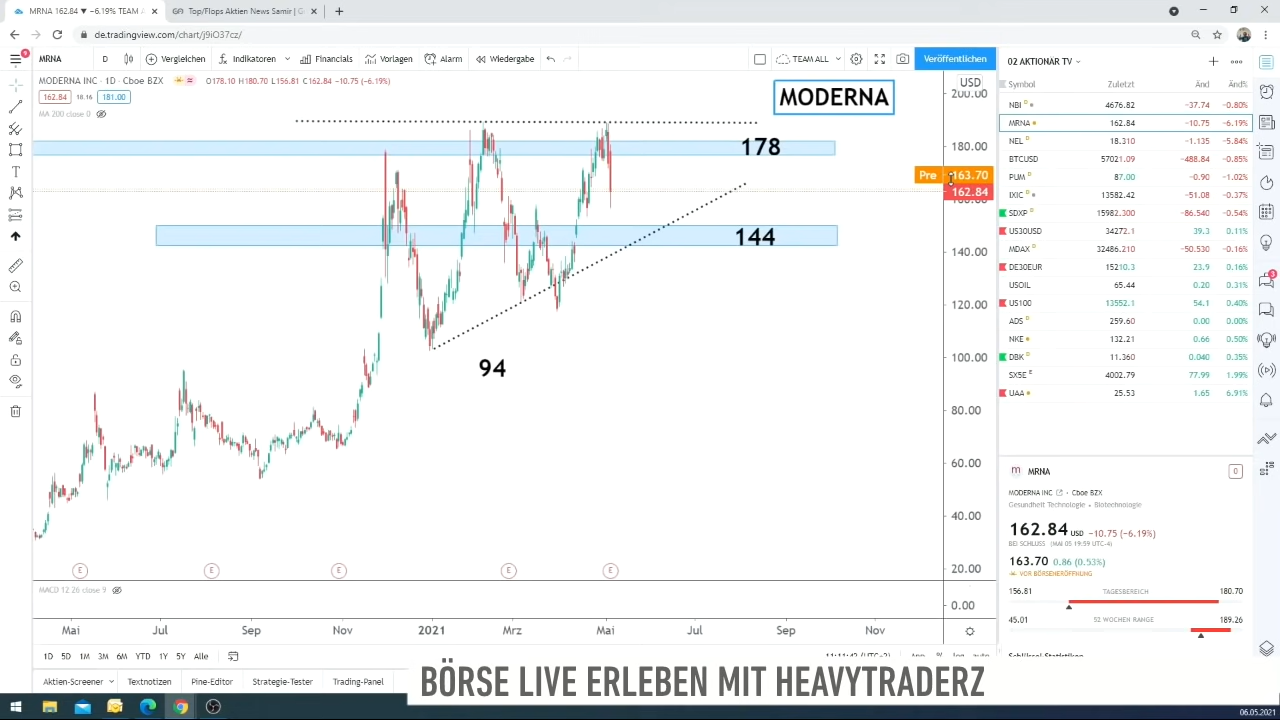 MRNA 162.84 ▼ −6.19% TEAM A
Top/Flops Aktien News Samir | G
de.tradingview.com/chart/j9iO37cz/
9
MRNA
D
Vergleichen
Indikatoren
Financials
Vorlagen
Alarm
Wiedergabe
TEAM ALL
Veröffentlichen
MODERNA INC · 1D · Cboe BZX
O178.10 H180.70 L156.81 C162.84 −10.75 (−6.19%)
162.84 18.16 181.00
MA 200 close 0
MODERNA
178
144
94
USD
200.00
180.00
Pre 163.70
162.84
160.00
140.00
120.00
100.00
80.00
60.00
40.00
20.00
0.00
E E E E E
MACD 12 26 close 9
Mai Jul Sep Nov 2021 Mrz Mai Jul Sep Nov
1D 5D 1M 3M 6M YTD 1Y 5Y Alle
Aktien-Screener Textnotizen Pine-Editor Strategie-Tester Trading-Panel
02 AKTIONÄR TV
Symbol Zuletzt Änd Änd%
NBI D 4676.82 −37.74 −0.80%
MRNA 162.84 −10.75 −6.19%
NEL D 18.310 −1.135 −5.84%
BTCUSD 57021.09 −488.84 −0.85%
PUM D 87.00 −0.90 −1.02%
IXIC D 13582.42 −51.08 −0.37%
SDXP D 15982.300 −86.540 −0.54%
US30USD 34272.1 39.3 0.11%
MDAX D 32486.210 −50.530 −0.16%
DE30EUR 15210.3 23.9 0.16%
USOIL 65.44 0.20 0.31%
US100 13552.1 54.1 0.40%
ADS D 259.60 0.00 0.00%
NKE 132.21 0.66 0.50%
DBK D 11.360 0.040 0.35%
SX5E E 4002.79 77.99 1.99%
UAA 25.53 1.65 6.91%
3
m MRNA
0
MODERNA INC · Cboe BZX
Gesundheit Technologie • Biotechnologie
162.84 USD −10.75 (−6.19%)
BEI SCHLUSS (MAI 05 19:59 UTC-4)
163.70 0.86 (0.53%)
VOR BÖRSENERÖFFNUNG
156.81 TAGESBEREICH 180.70
45.01 52 WOCHEN RANGE 189.26
BÖRSE LIVE ERLEBEN MIT HEAVYTRADERZ
06.05.2021